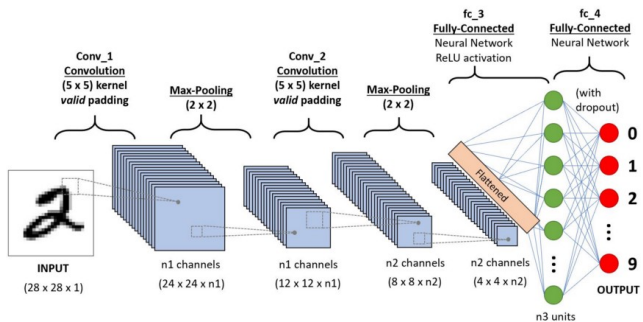 fc_3
Fully-Connected
Neural Network
ReLU activation
fc_4
Fully-Connected
Neural Network
Conv_1
Convolution
(5 x 5) kernel
valid padding
Max-Pooling
(2 x 2)
Conv_2
Convolution
(5 x 5) kernel
valid padding
Max-Pooling
(2 x 2)
(with
dropout)
Flattened
0
1
2
⋮
9
2
INPUT
(28 x 28 x 1)
n1 channels
(24 x 24 x n1)
n1 channels
(12 x 12 x n1)
n2 channels
(8 x 8 x n2)
n2 channels
(4 x 4 x n2)
OUTPUT
n3 units